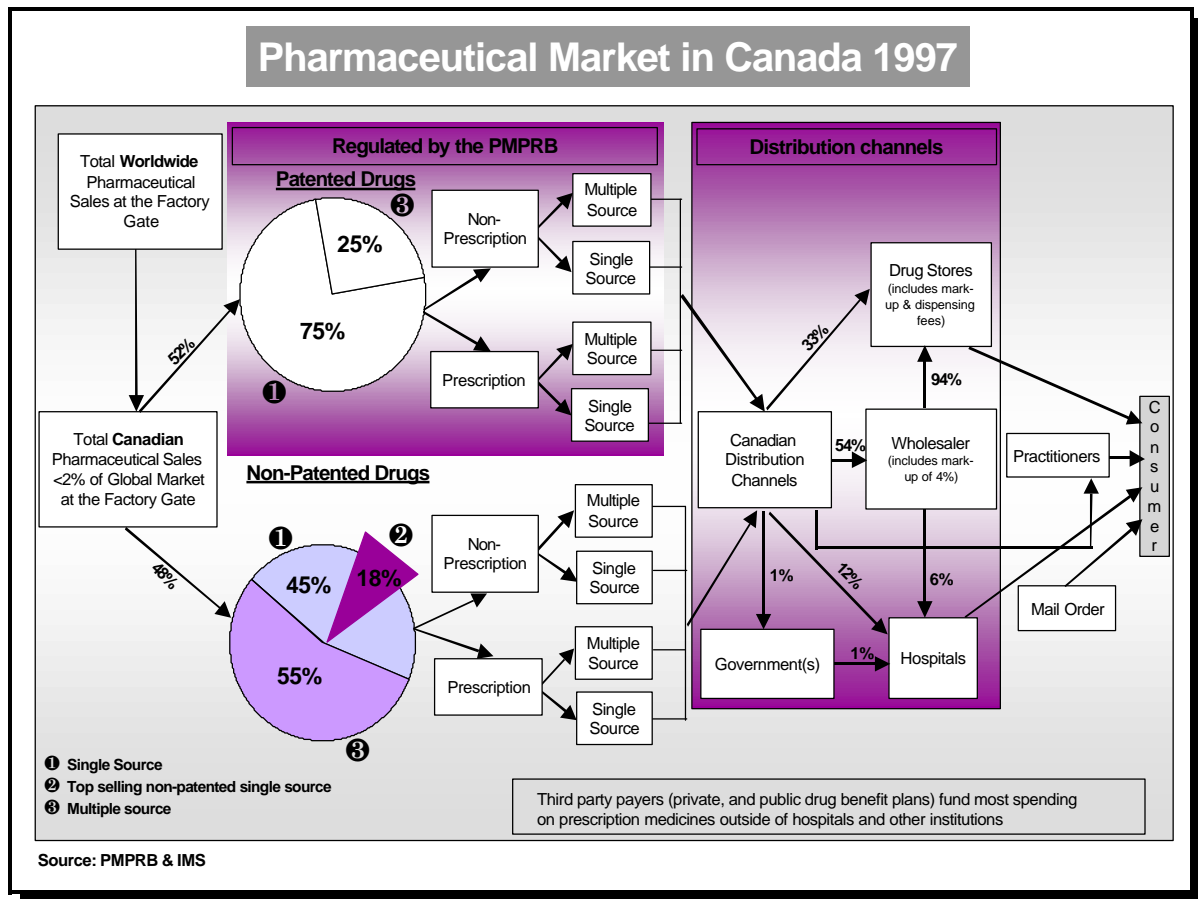 Pharmaceutical Market in Canada 1997
Total Worldwide
Pharmaceutical
Sales at the Factory
Gate
52%
Total Canadian
Pharmaceutical Sales
<2% of Global Market
at the Factory Gate
48%
Regulated by the PMPRB
Patented Drugs
❸
25%
75%
❶
Non-
Prescription
Prescription
Multiple
Source
Single
Source
Multiple
Source
Single
Source
Non-Patented Drugs
❶
❷
45%
18%
55%
❸
Non-
Prescription
Prescription
Multiple
Source
Single
Source
Multiple
Source
Single
Source
Distribution channels
Drug Stores
(includes mark-
up & dispensing
fees)
33%
94%
Canadian
Distribution
Channels
54%
Wholesaler
(includes mark-
up of 4%)
Practitioners
C
o
n
s
u
m
e
r
1%
12%
6%
Mail Order
Government(s)
1%
Hospitals
❶ Single Source
❷ Top selling non-patented single source
❸ Multiple source
Third party payers (private, and public drug benefit plans) fund most spending
on prescription medicines outside of hospitals and other institutions
Source: PMPRB & IMS